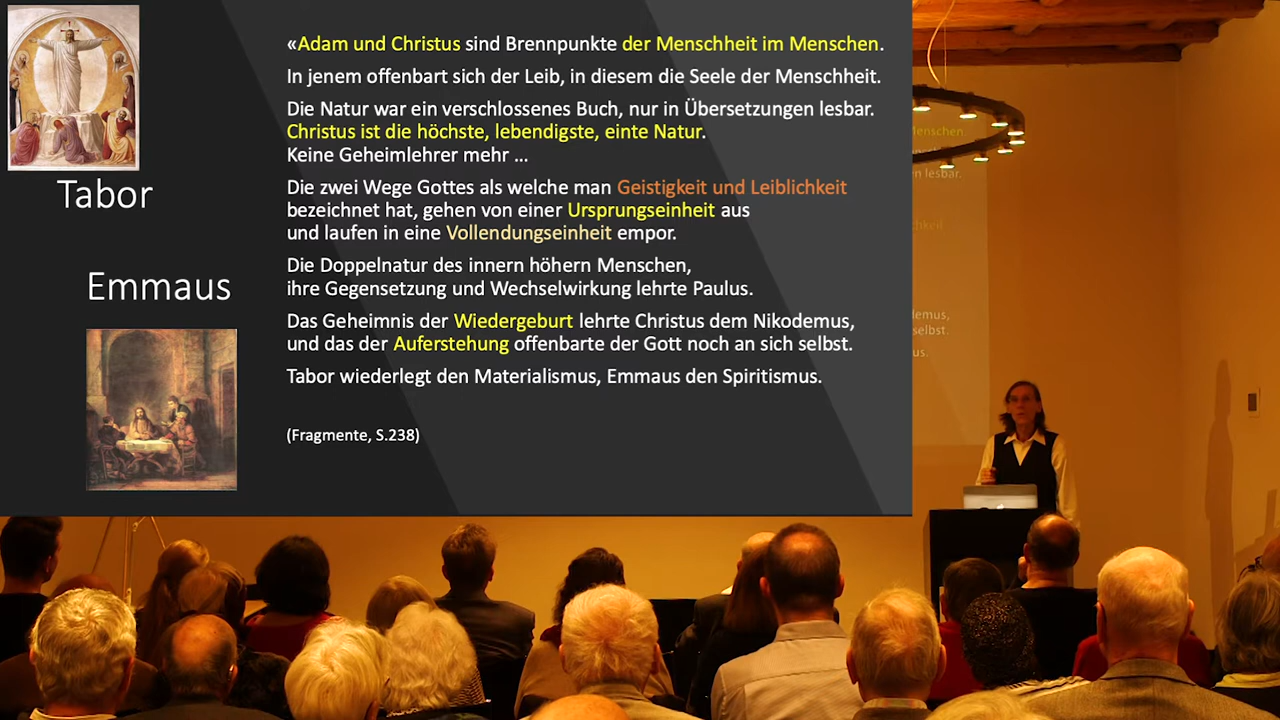 «Adam und Christus sind Brennpunkte der Menschheit im Menschen.
In jenem offenbart sich der Leib, in diesem die Seele der Menschheit.
Die Natur war ein verschlossenes Buch, nur in Übersetzungen lesbar.
Christus ist die höchste, lebendigste, einte Natur.
Keine Geheimlehrer mehr ...
Die zwei Wege Gottes als welche man Geistigkeit und Leiblichkeit
bezeichnet hat, gehen von einer Ursprungseinheit aus
und laufen in eine Vollendungseinheit empor.
Die Doppelnatur des innern höhern Menschen,
ihre Gegensetzung und Wechselwirkung lehrte Paulus.
Das Geheimnis der Wiedergeburt lehrte Christus dem Nikodemus,
und das der Auferstehung offenbarte der Gott noch an sich selbst.
Tabor wiederlegt den Materialismus, Emmaus den Spiritismus.
(Fragmente, S.238)
Tabor
Emmaus
Menschen.
lesbar.
selbst.